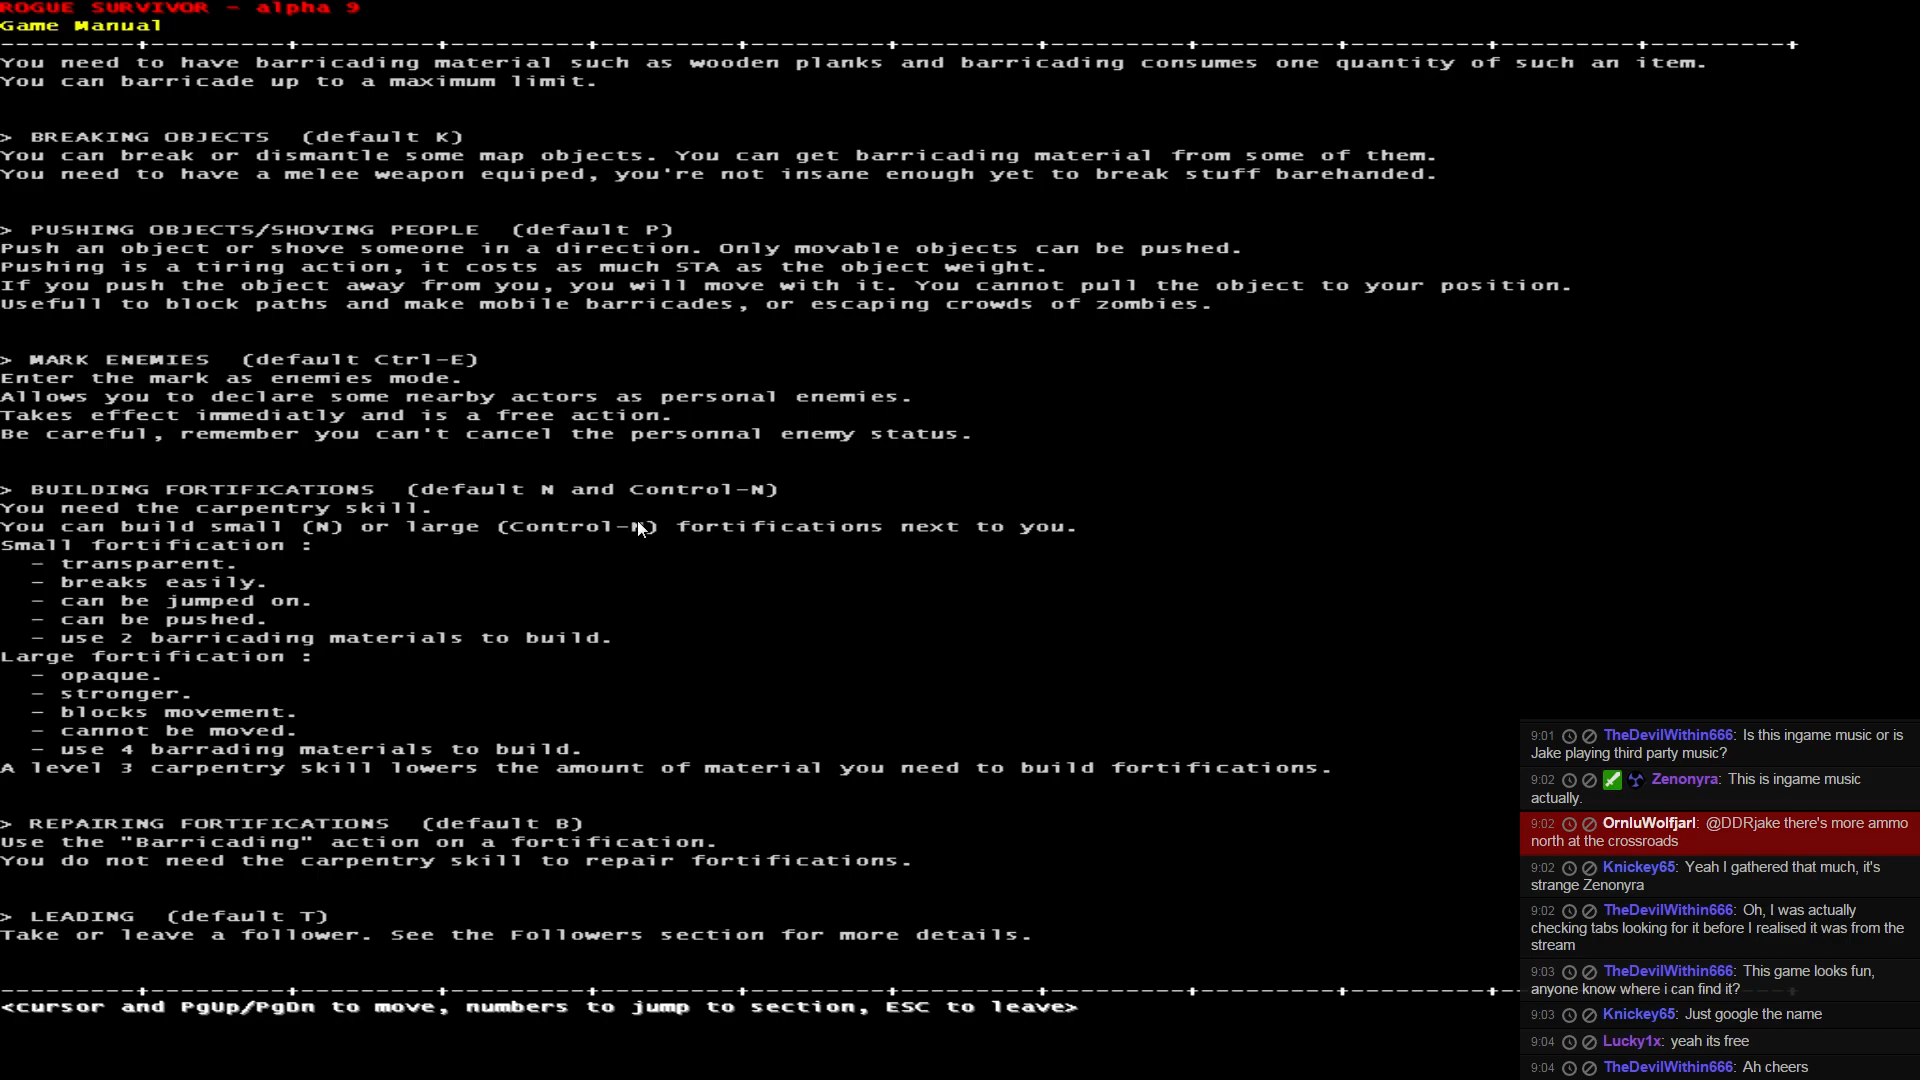 ROGUE SURVIVOR - alpha 9
Game Manual
---------+---------+---------+---------+---------+---------+---------+---------+---------+---------+---------+---------+
You need to have barricading material such as wooden planks and barricading consumes one quantity of such an item.
You can barricade up to a maximum limit.
> BREAKING OBJECTS  (default K)
You can break or dismantle some map objects. You can get barricading material from some of them.
You need to have a melee weapon equiped, you're not insane enough yet to break stuff barehanded.
> PUSHING OBJECTS/SHOVING PEOPLE  (default P)
Push an object or shove someone in a direction. Only movable objects can be pushed.
Pushing is a tiring action, it costs as much STA as the object weight.
If you push the object away from you, you will move with it. You cannot pull the object to your position.
Usefull to block paths and make mobile barricades, or escaping crowds of zombies.
> MARK ENEMIES  (default Ctrl-E)
Enter the mark as enemies mode.
Allows you to declare some nearby actors as personal enemies.
Takes effect immediatly and is a free action.
Be careful, remember you can't cancel the personnal enemy status.
> BUILDING FORTIFICATIONS  (default N and Control-N)
You need the carpentry skill.
You can build small (N) or large (Control-N) fortifications next to you.
Small fortification :
- transparent.
- breaks easily.
- can be jumped on.
- can be pushed.
- use 2 barricading materials to build.
Large fortification :
- opaque.
- stronger.
- blocks movement.
- cannot be moved.
- use 4 barrading materials to build.
A level 3 carpentry skill lowers the amount of material you need to build fortifications.
> REPAIRING FORTIFICATIONS  (default B)
Use the "Barricading" action on a fortification.
You do not need the carpentry skill to repair fortifications.
> LEADING  (default T)
Take or leave a follower. See the Followers section for more details.
---------+---------+---------+---------+---------+---------+---------+---------+---------+---------+---------+---------+
<cursor and PgUp/PgDn to move, numbers to jump to section, ESC to leave>
9:01 TheDevilWithin666: Is this ingame music or is
Jake playing third party music?
9:02 Zenonyra: This is ingame music
actually.
9:02 OrnluWolfjarl: @DDRjake there's more ammo
north at the crossroads
9:02 Knickey65: Yeah I gathered that much, it's
strange Zenonyra
9:02 TheDevilWithin666: Oh, I was actually
checking tabs looking for it before I realised it was from the
stream
9:03 TheDevilWithin666: This game looks fun,
anyone know where i can find it?
9:03 Knickey65: Just google the name
9:04 Lucky1x: yeah its free
9:04 TheDevilWithin666: Ah cheers